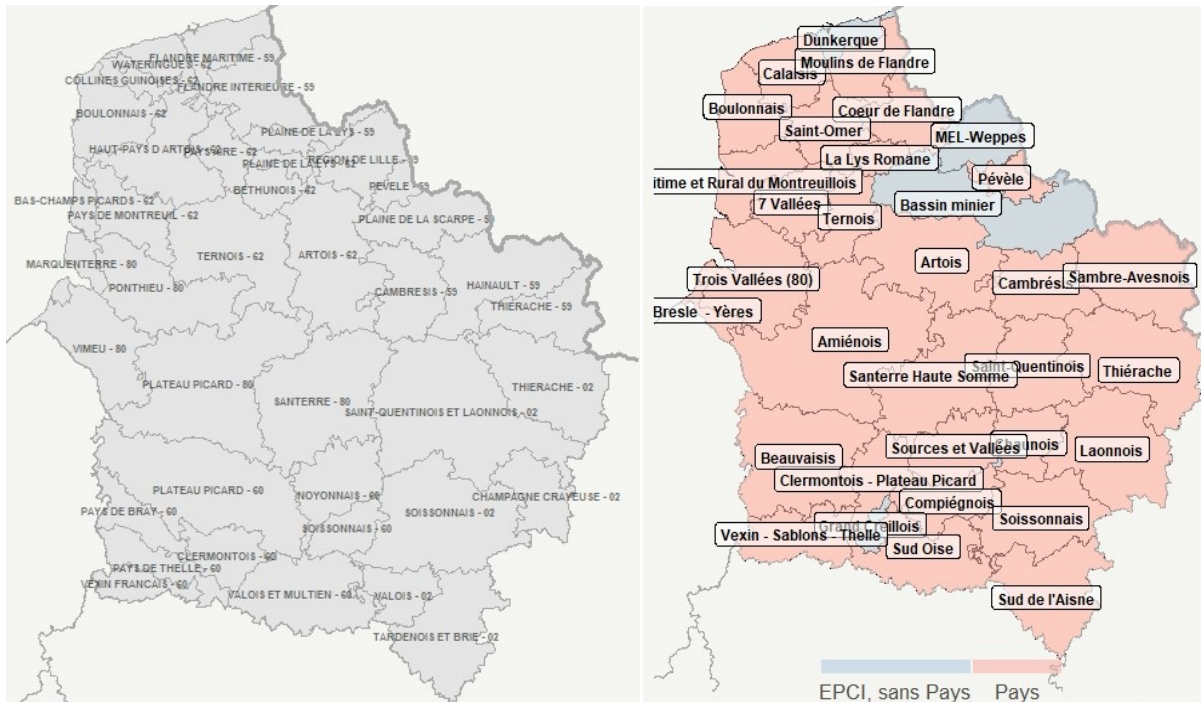 FLANDRE MARITIME - 59
WATERINGUES - 62
COLLINES GUINOISES - 62
FLANDRE INTERIEURE - 59
BOULONNAIS - 62
PLAINE DE LA LYS - 59
HAUT-PAYS D ARTOIS - 62
PAYS AIRE - 62
PLAINE DE LA LYS - 62
REGION DE LILLE - 59
BETHUNOIS - 62
PEVELE - 59
BAS-CHAMPS PICARDS - 62
PAYS DE MONTREUIL - 62
PLAINE DE LA SCARPE - 5
TERNOIS - 62
ARTOIS - 62
MARQUENTERRE - 80
PONTHIEU - 80
CAMBRESIS - 59
HAINAULT - 59
THIERACHE - 59
VIMEU - 80
PLATEAU PICARD - 80
SANTERRE - 80
SAINT-QUENTINOIS ET LAONNOIS - 02
THIERACHE - 02
PLATEAU PICARD - 60
NOYONNAIS - 60
CHAMPAGNE CRAYEUSE - 02
PAYS DE BRAY - 60
SOISSONNAIS - 02
SOISSONNAIS - 60
CLERMONTOIS - 60
PAYS DE THELLE - 60
VEXIN FRANCAIS - 60
VALOIS ET MULTIEN - 60
VALOIS - 02
TARDENOIS ET BRIE - 02
Dunkerque
Moulins de Flandre
Calaisis
Boulonnais
Coeur de Flandre
Saint-Omer
MEL-Weppes
La Lys Romane
Pévèle
itime et Rural du Montreuillois
7 Vallées
Bassin minier
Ternois
Artois
Trois Vallées (80)
Cambrésis
Sambre-Avesnois
Bresle - Yères
Amiénois
Saint-Quentinois
Santerre Haute Somme
Thiérache
Beauvaisis
Sources et Vallées
Chaunois
Laonnois
Clermontois - Plateau Picard
Compiégnois
Grand Creillois
Soissonnais
Vexin - Sablons - Thelle
Sud Oise
Sud de l'Aisne
EPCI, sans Pays
Pays